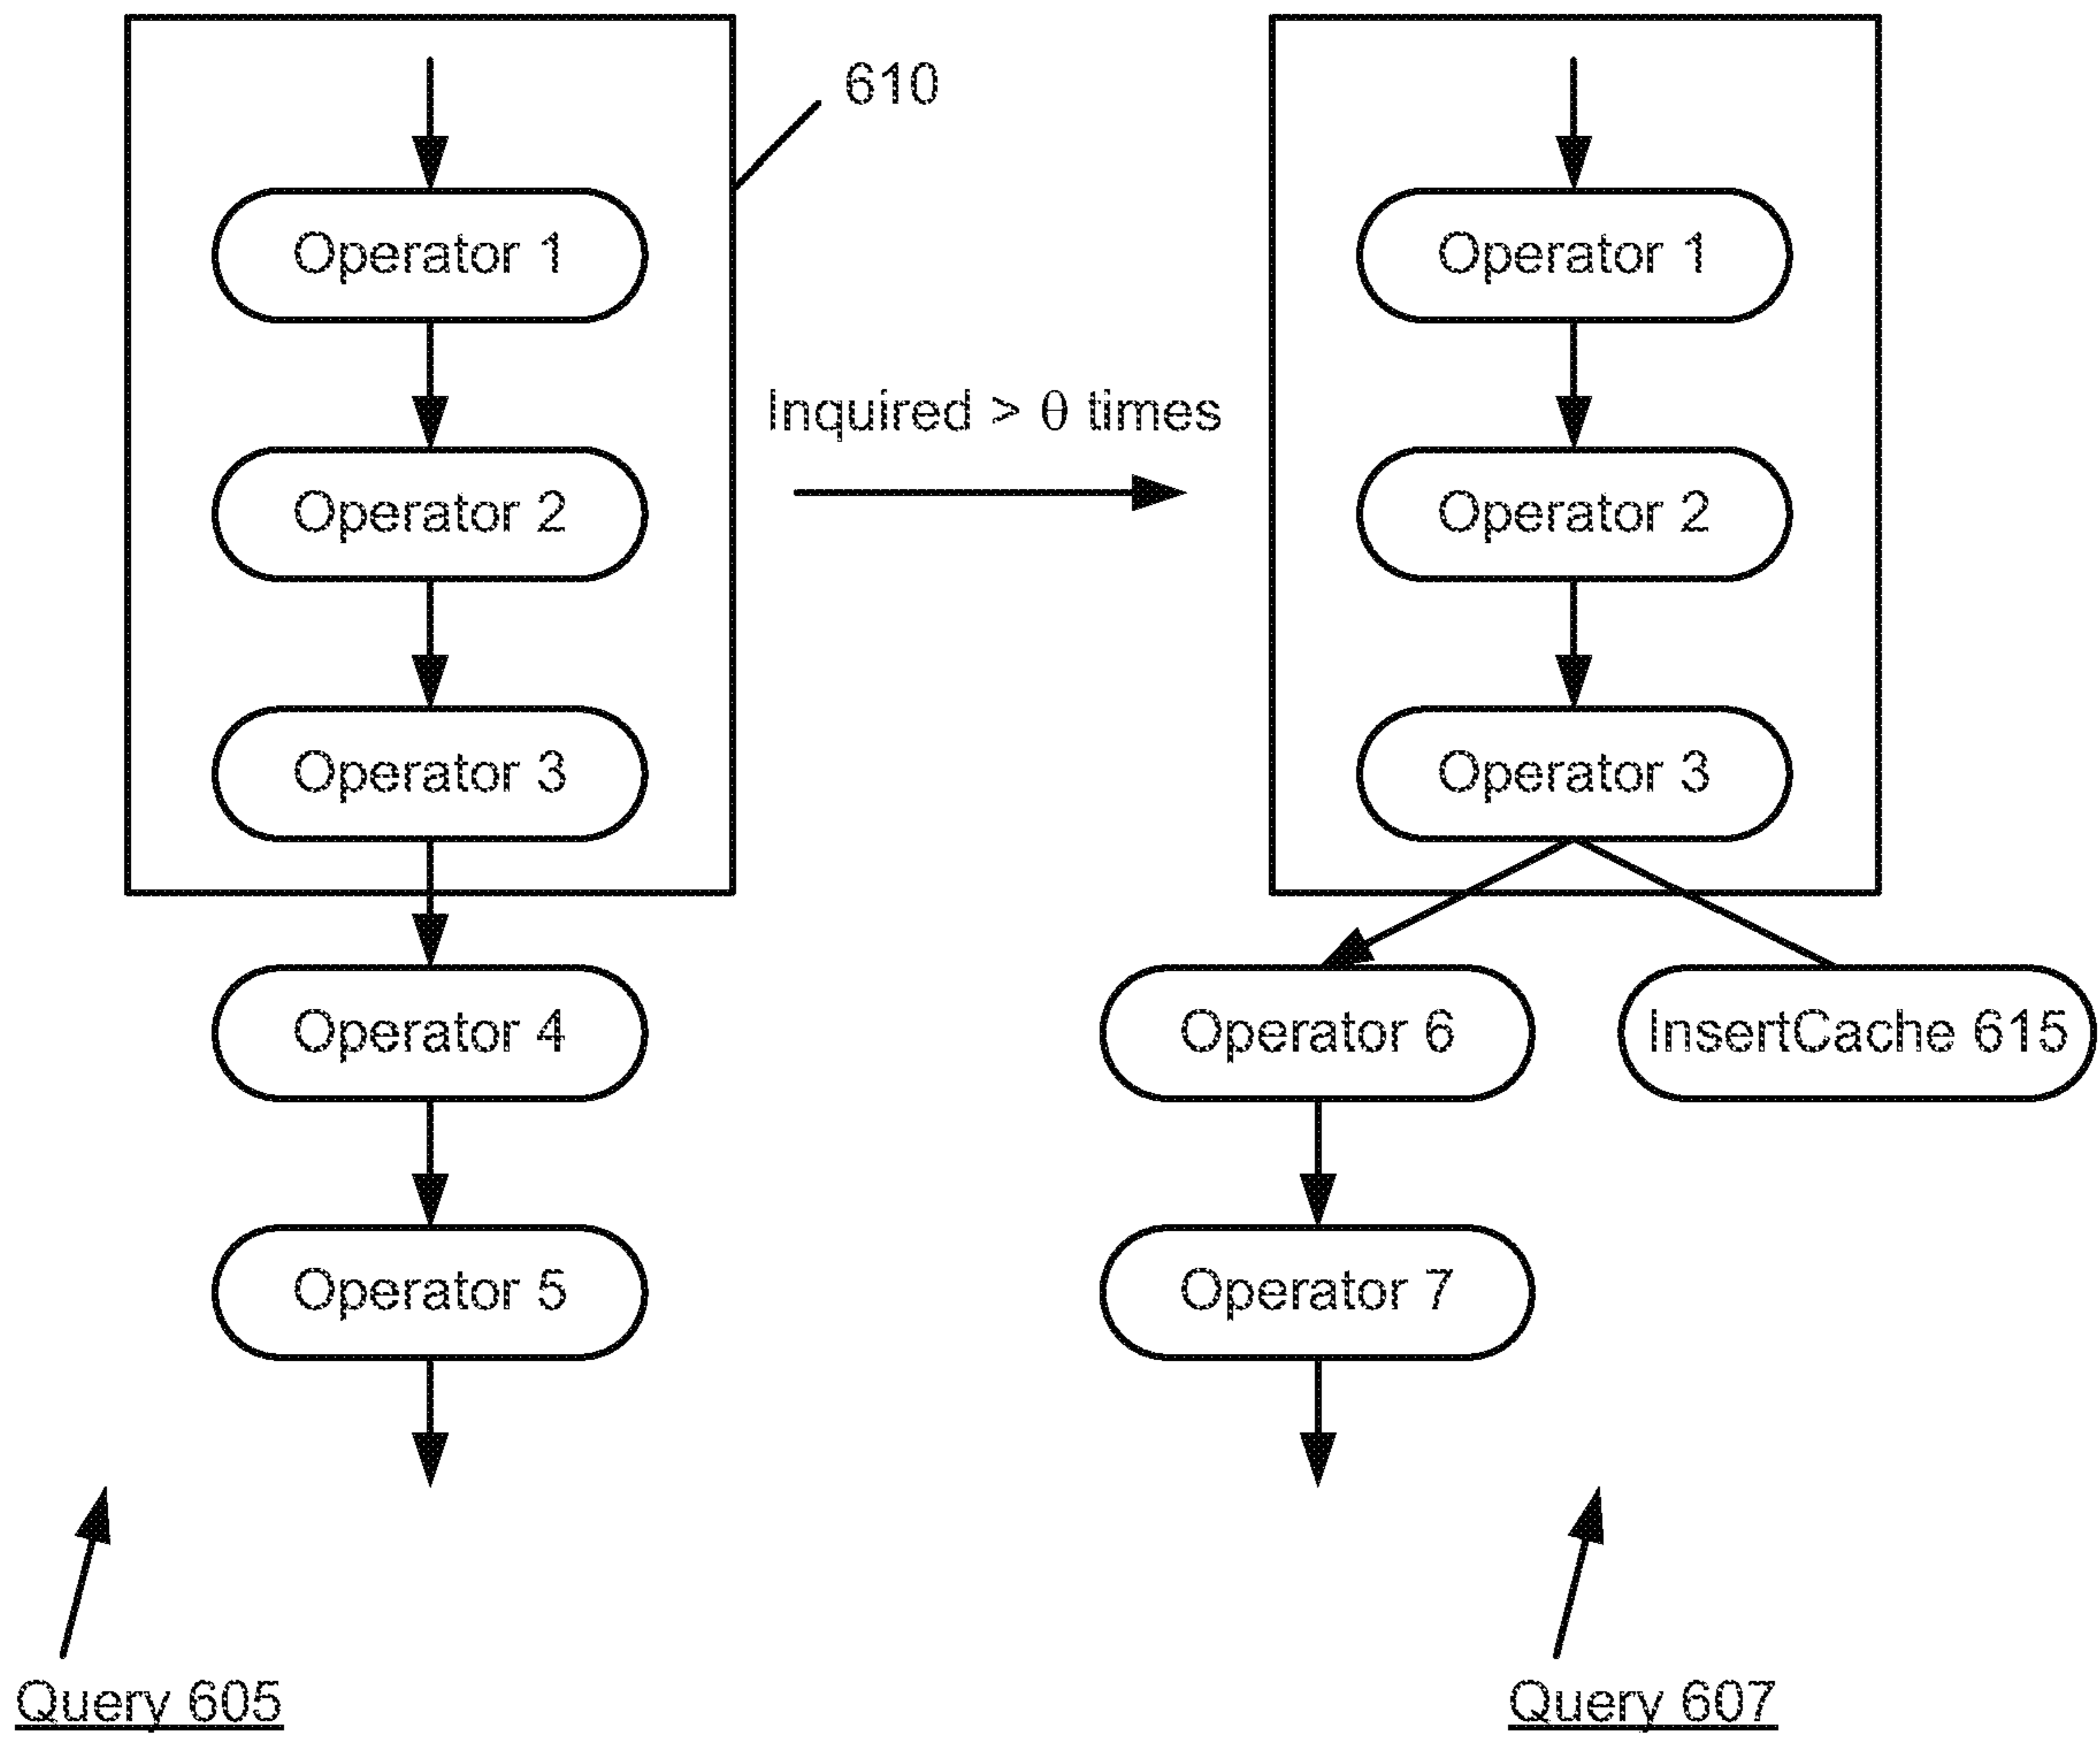 610
Operator 1
Operator 1
Inquired > θ times
Operator 2
Operator 2
Operator 3
Operator 3
Operator 4
Operator 6
InsertCache 615
Operator 5
Operator 7
Query 605
Query 607